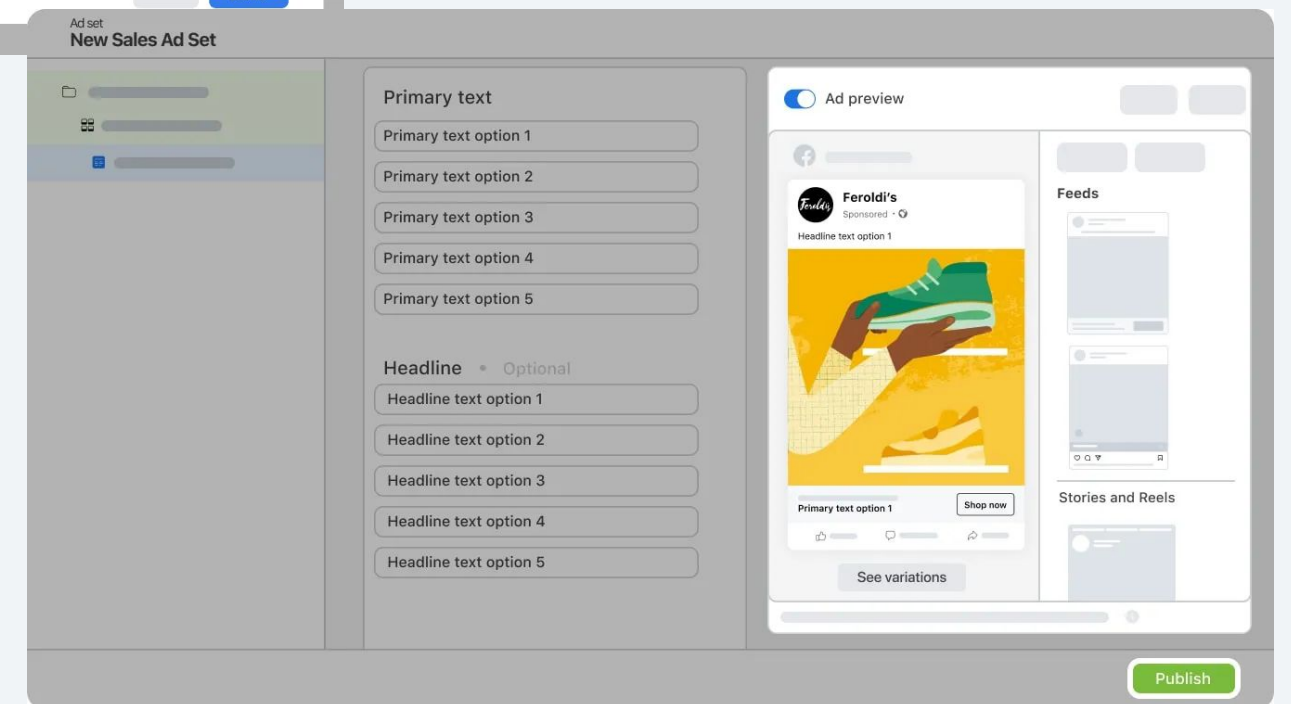 Ad set
New Sales Ad Set
Primary text
Primary text option 1
Primary text option 2
Primary text option 3
Primary text option 4
Primary text option 5
Headline • Optional
Headline text option 1
Headline text option 2
Headline text option 3
Headline text option 4
Headline text option 5
Ad preview
Feroldi's
Feroldi's
Sponsored ·
Headline text option 1
Primary text option 1
Shop now
See variations
Feeds
Stories and Reels
Publish